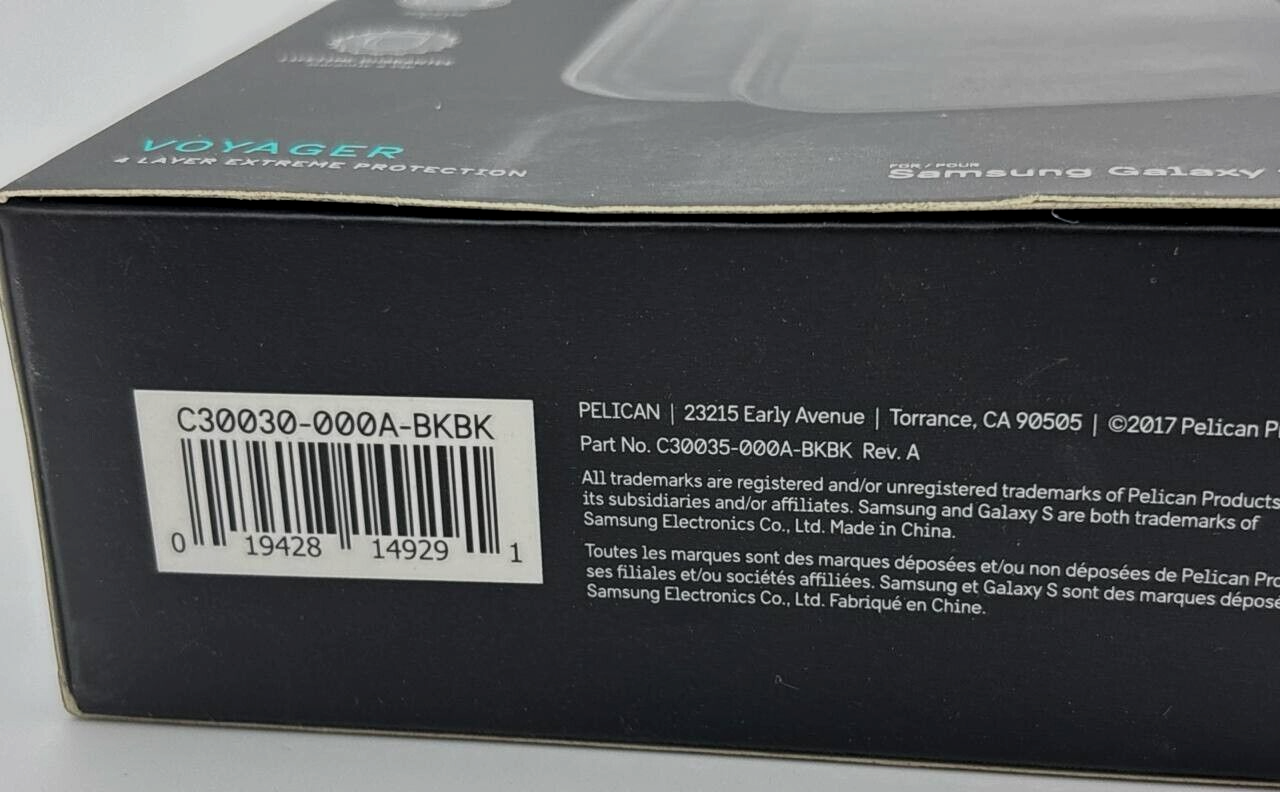 VOYAGER
4 LAYER EXTREME PROTECTION
FOR / POUR
Samsung Galaxy
C30030-000A-BKBK
0 19428 14929 1
PELICAN | 23215 Early Avenue | Torrance, CA 90505 | ©2017 Pelican P
Part No. C30035-000A-BKBK Rev. A
All trademarks are registered and/or unregistered trademarks of Pelican Products
its subsidiaries and/or affiliates. Samsung and Galaxy S are both trademarks of
Samsung Electronics Co., Ltd. Made in China.
Toutes les marques sont des marques déposées et/ou non déposées de Pelican Pro
ses filiales et/ou sociétés affiliées. Samsung et Galaxy S sont des marques déposé
Samsung Electronics Co., Ltd. Fabriqué en Chine.